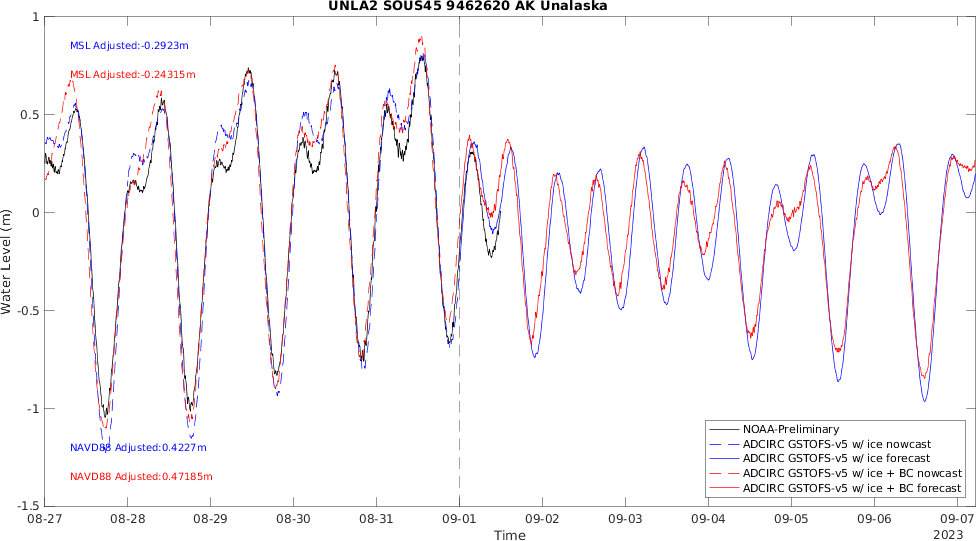 UNLA2 SOUS45 9462620 AK Unalaska
1
MSL Adjusted:-0.2923m
MSL Adjusted:-0.24315m
0.5
0
Water Level (m)
-0.5
-1
NAVD88 Adjusted:0.4227m
NAVD88 Adjusted:0.47185m
-1.5
NOAA-Preliminary
ADCIRC GSTOFS-v5 w/ ice nowcast
ADCIRC GSTOFS-v5 w/ ice forecast
ADCIRC GSTOFS-v5 w/ ice + BC nowcast
ADCIRC GSTOFS-v5 w/ ice + BC forecast
08-27 08-28 08-29 08-30 08-31 09-01 09-02 09-03 09-04 09-05 09-06 09-07
Time
2023